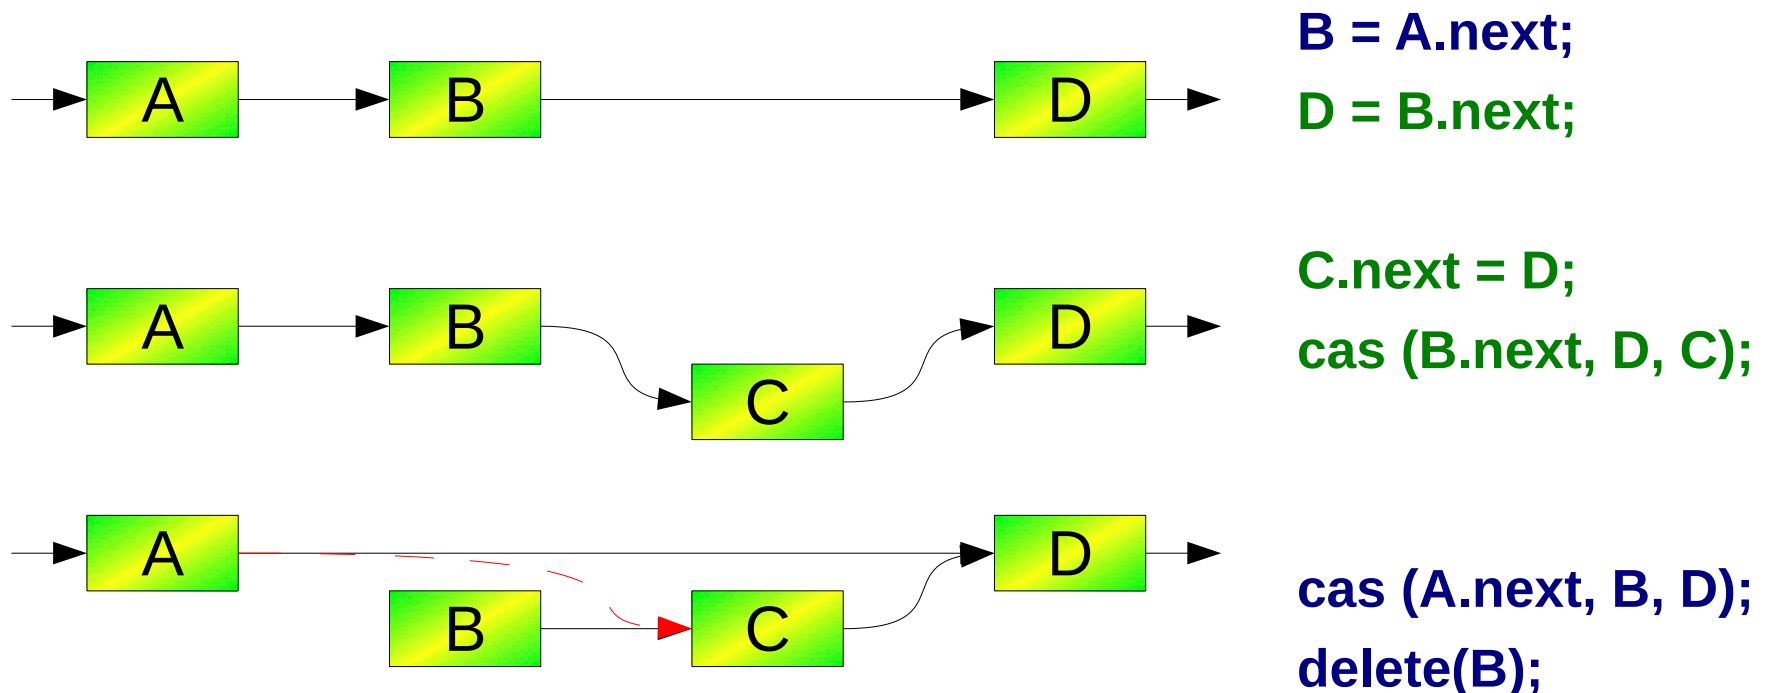 A B D B = A.next;
D = B.next;
A B D C.next = D;
C cas (B.next, D, C);
A D
B C cas (A.next, B, D);
delete(B);